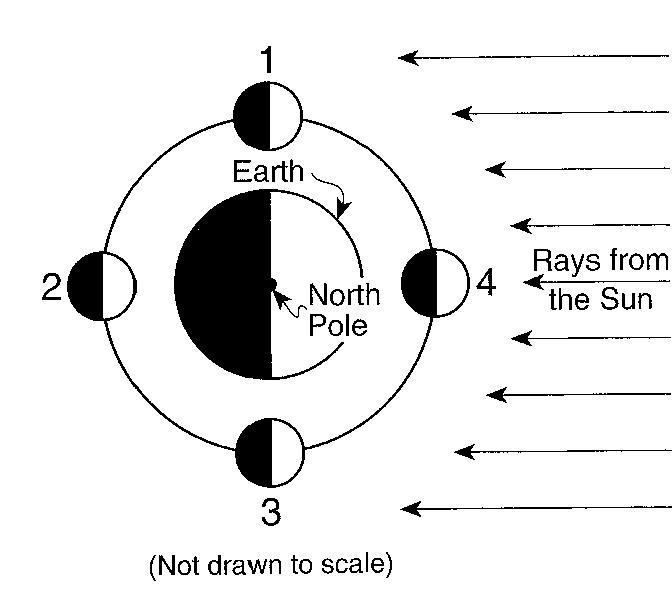 1
Earth
2
North
Pole
4
Rays from
the Sun
3
(Not drawn to scale)